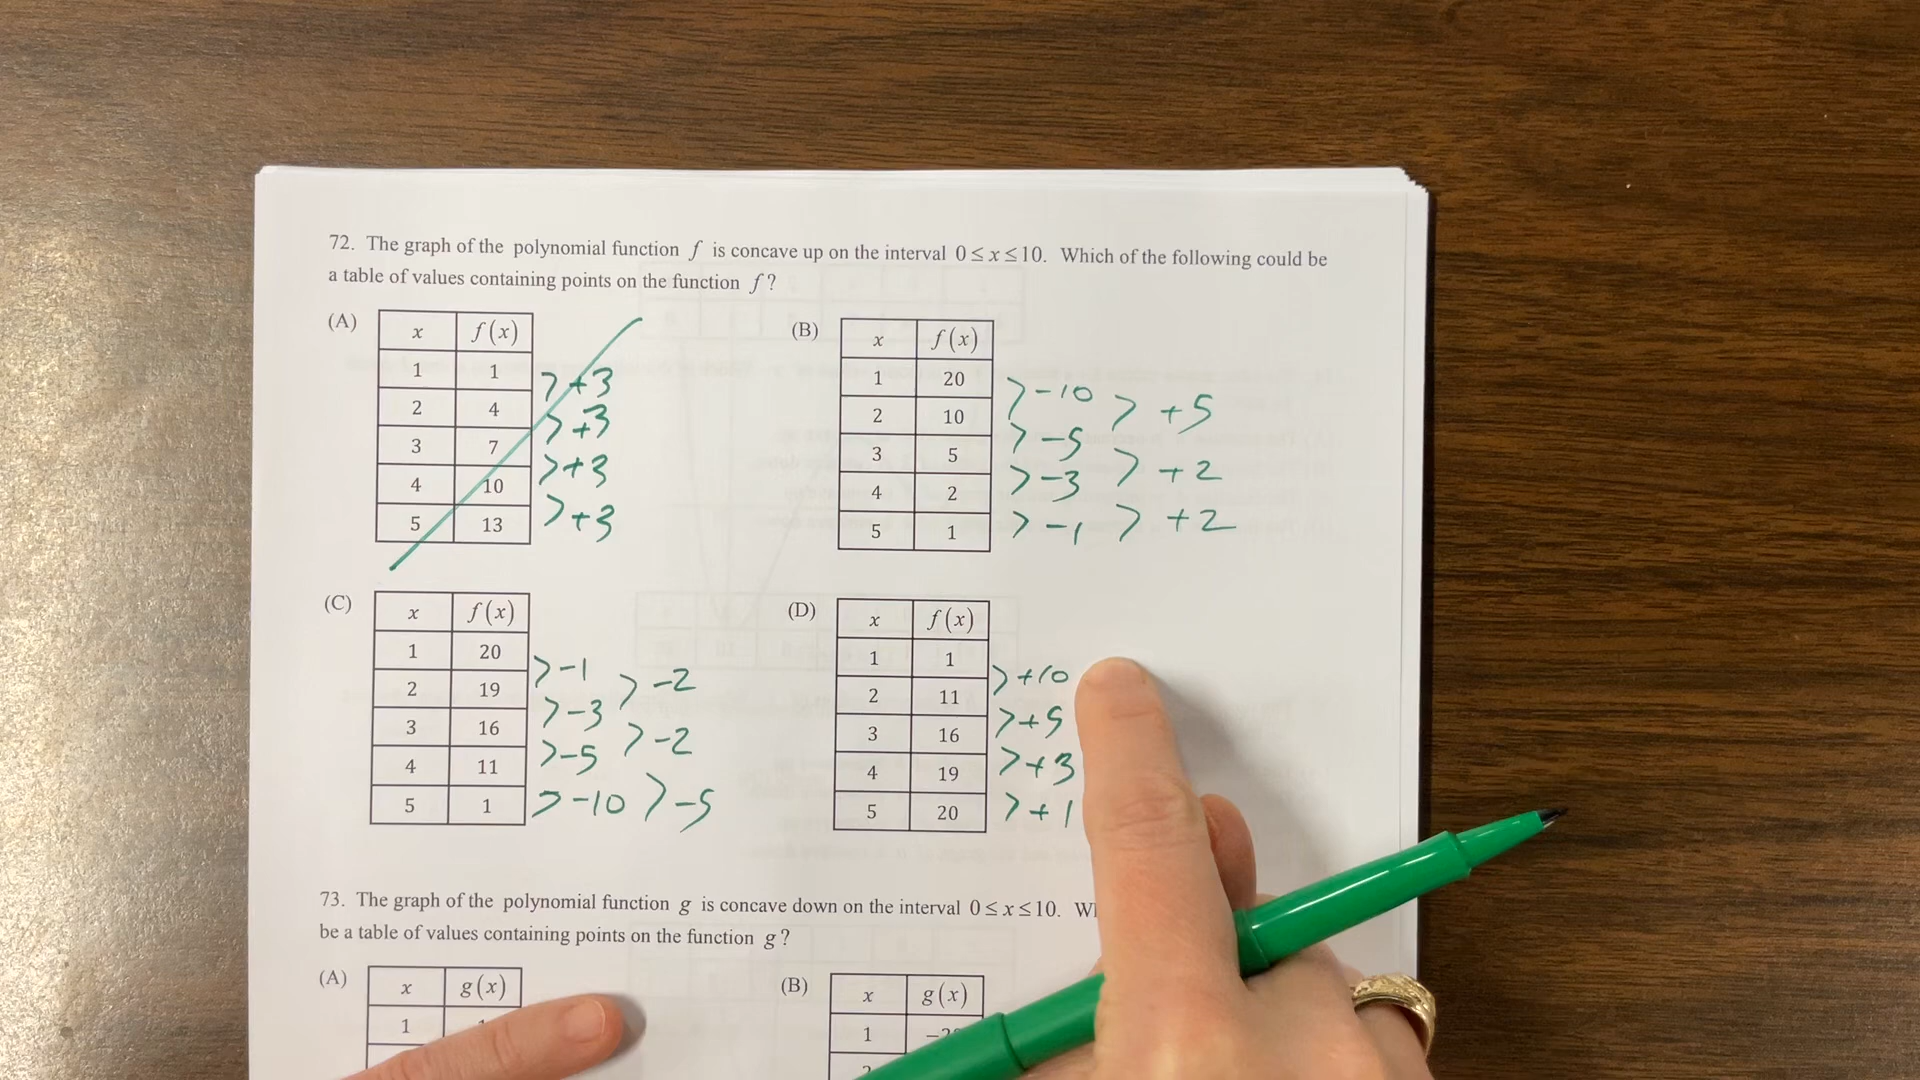 72. The graph of the polynomial function f is concave up on the interval 0 ≤ x ≤ 10. Which of the following could be
a table of values containing points on the function f ?
(A)
x f(x)
1 1
2 4
3 7
4 10
5 13
> +3
> +3
> +3
> +3
(B)
x f(x)
1 20
2 10
3 5
4 2
5 1
> -10 > +5
> -5
> -3 > +2
> -1 > +2
(C)
x f(x)
1 20
2 19
3 16
4 11
5 1
> -1 > -2
> -3
> -5 > -2
> -10 > -5
(D)
x f(x)
1 1
2 11
3 16
4 19
5 20
> +10
> +5
> +3
> +1
73. The graph of the polynomial function g is concave down on the interval 0 ≤ x ≤ 10.
be a table of values containing points on the function g ?
(A)
x g(x)
1
(B)
x g(x)
1